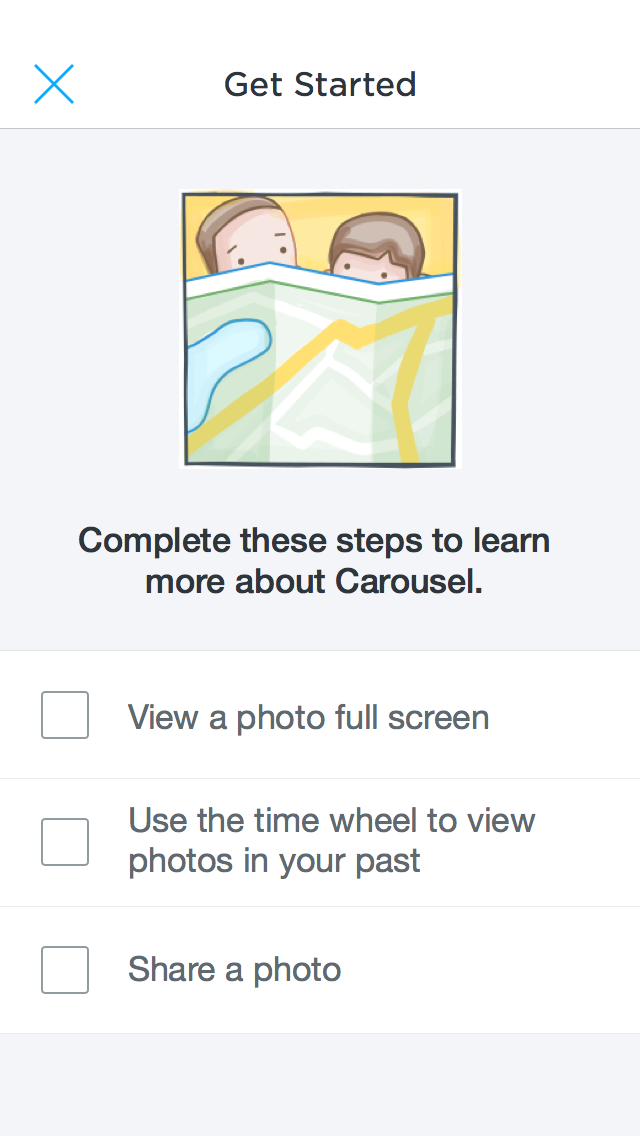 Get Started
Complete these steps to learn
more about Carousel.
View a photo full screen
Use the time wheel to view
photos in your past
Share a photo